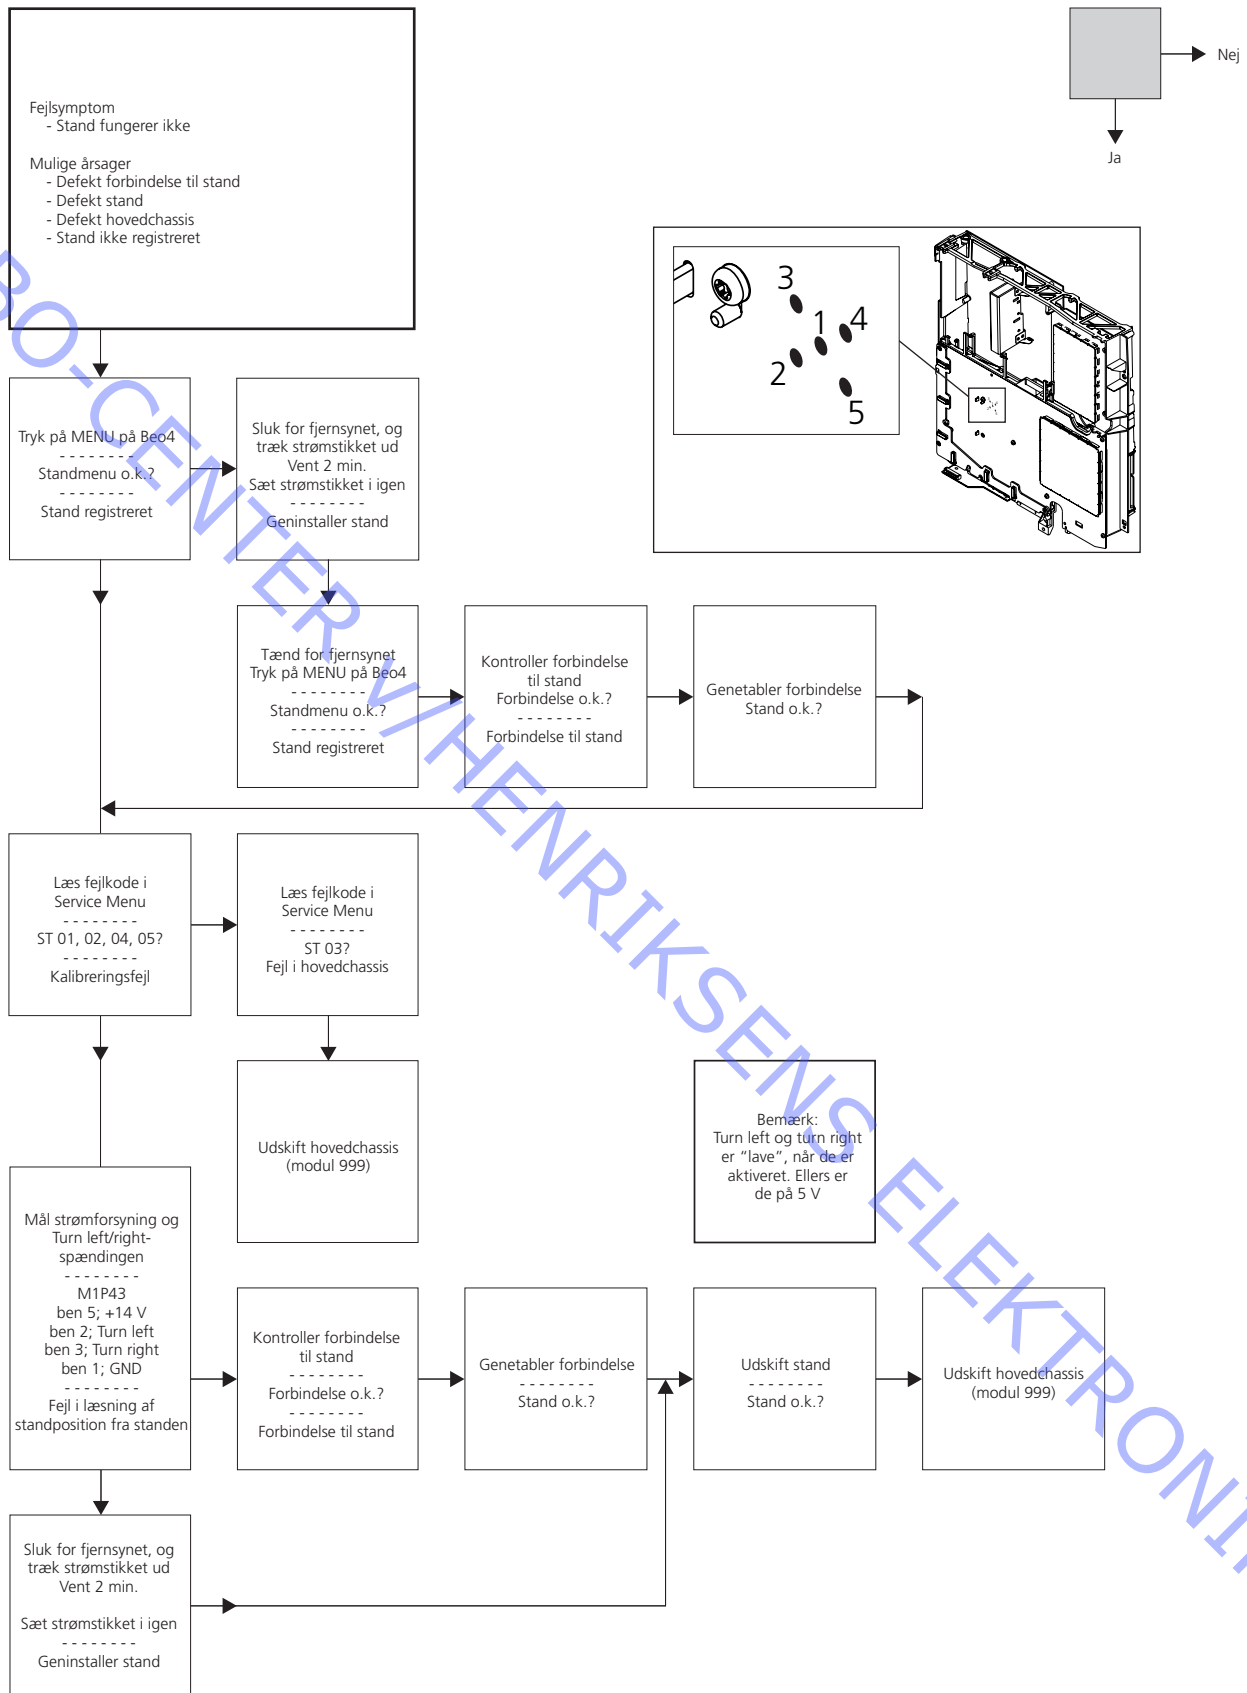 Fejlsymptom
- Stand fungerer ikke
Mulige årsager
- Defekt forbindelse til stand
- Defekt stand
- Defekt hovedchassis
- Stand ikke registreret
Nej
Ja
3
1
4
2
5
Tryk på MENU på Beo4
- - - - - - - -
Standmenu o.k.?
- - - - - - - -
Stand registreret
Sluk for fjernsynet, og
træk strømstikket ud
Vent 2 min.
Sæt strømstikket i igen
- - - - - - - -
Geninstaller stand
Tænd for fjernsynet
Tryk på MENU på Beo4
- - - - - - - -
Standmenu o.k.?
- - - - - - - -
Stand registreret
Kontroller forbindelse
til stand
Forbindelse o.k.?
- - - - - - - -
Forbindelse til stand
Genetabler forbindelse
Stand o.k.?
Læs fejlkode i
Service Menu
- - - - - - - -
ST 01, 02, 04, 05?
- - - - - - - -
Kalibreringsfejl
Læs fejlkode i
Service Menu
- - - - - - - -
ST 03?
Fejl i hovedchassis
Udskift hovedchassis
(modul 999)
Bemærk:
Turn left og turn right
er “lave”, når de er
aktiveret. Ellers er
de på 5 V
Mål strømforsyning og
Turn left/right-
spændingen
- - - - - - - -
M1P43
ben 5; +14 V
ben 2; Turn left
ben 3; Turn right
ben 1; GND
- - - - - - - -
Fejl i læsning af
standposition fra standen
Kontroller forbindelse
til stand
- - - - - - - -
Forbindelse o.k.?
- - - - - - - -
Forbindelse til stand
Genetabler forbindelse
- - - - - - - -
Stand o.k.?
Udskift stand
- - - - - - - -
Stand o.k.?
Udskift hovedchassis
(modul 999)
Sluk for fjernsynet, og
træk strømstikket ud
Vent 2 min.
Sæt strømstikket i igen
- - - - - - - -
Geninstaller stand
BO-CENTER v/HENRIKSENS ELEKTRONIK